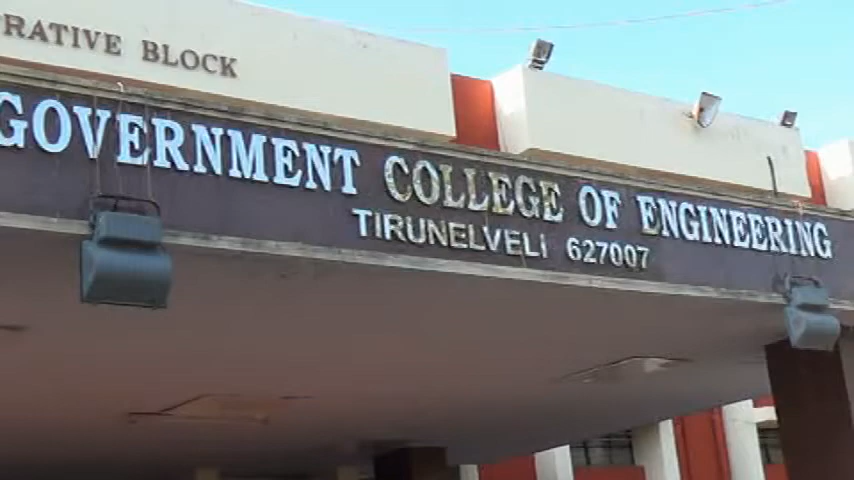 RATIVE BLOCK
GOVERNMENT COLLEGE OF ENGINEERING
TIRUNELVELI 627007